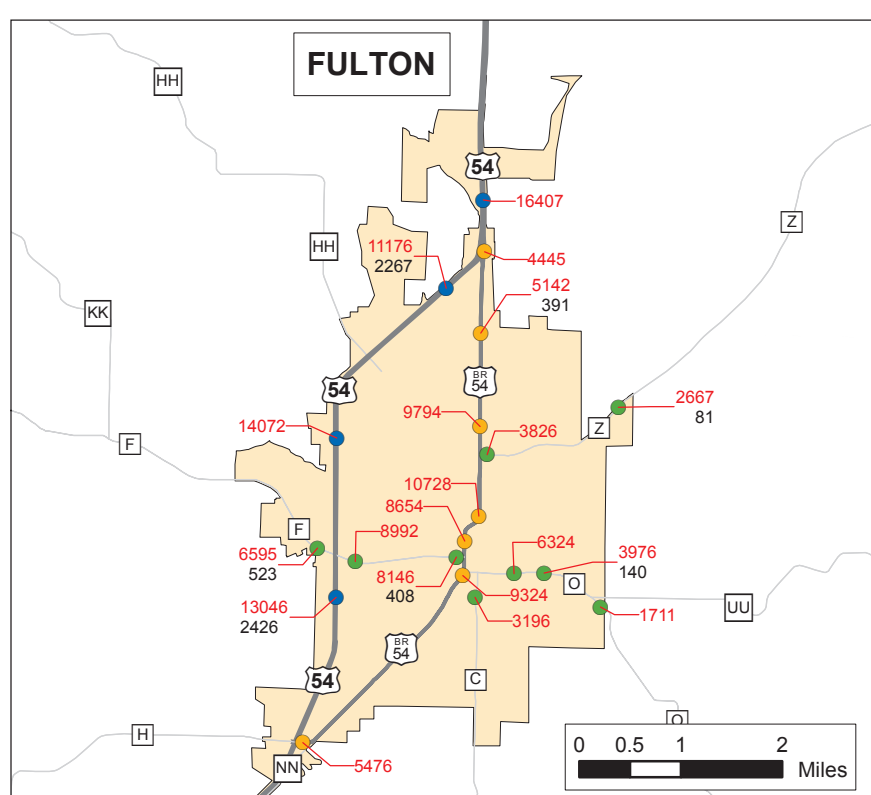 FULTON
HH
54
16407
Z
HH
11176
2267
4445
5142
391
KK
54
BR
54
2667
81
9794
3826
Z
14072
F
10728
8654
F
8992
6324
6595
523
8146
408
3976
140
O
9324
13046
2426
3196
1711
UU
BR
54
54
C
H
O
NN
5476
0 0.5 1 2
Miles